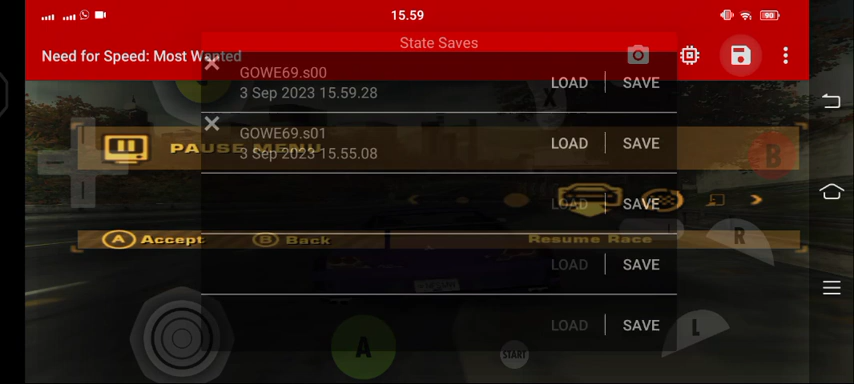 15.59
90
State Saves
Need for Speed: Most Wanted
GOWE69.s00
3 Sep 2023 15.59.28
LOAD
SAVE
X
GOWE69.s01
3 Sep 2023 15.55.08
LOAD
SAVE
PAUSE MENU
B
LOAD
SAVE
R
A Accept
B Back
Resume Race
LOAD
SAVE
LOAD
SAVE
L
A
START